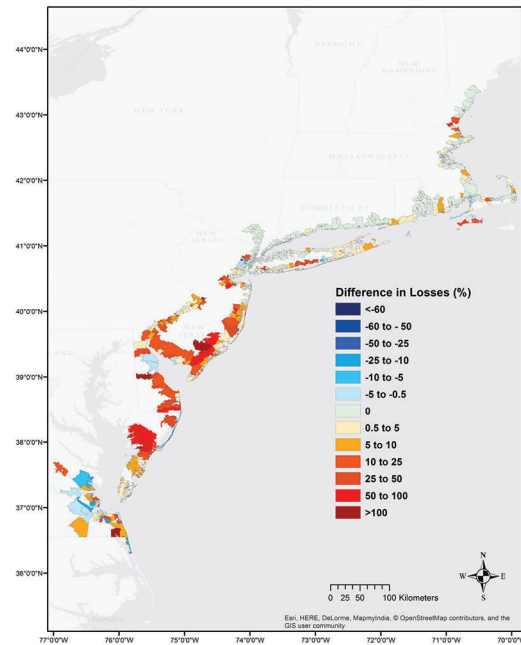 44°0'0"N
VERMONT
NEW
HAMPSHIRE
43°0'0"N
NEW YORK
MASSACHUSETTS
42°0'0"N
CONNECTICUT
41°0'0"N
NEW
JERSEY
Difference in Losses (%)
<-60
-60 to -50
-50 to -25
-25 to -10
-10 to -5
-5 to -0.5
0
0.5 to 5
5 to 10
10 to 25
25 to 50
50 to 100
>100
40°0'0"N
39°0'0"N
38°0'0"N
37°0'0"N
36°0'0"N
N
W E
S
0 25 50 100 Kilometers
Esri, HERE, DeLorme, MapmyIndia, © OpenStreetMap contributors, and the
GIS user community
77°0'0"W 76°0'0"W 75°0'0"W 74°0'0"W 73°0'0"W 72°0'0"W 71°0'0"W 70°0'0"W